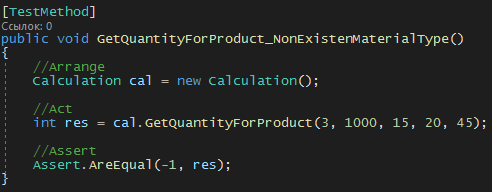 [TestMethod]
Ссылок: 0
public void GetQuantityForProduct_NonExistenMaterialType()
{
//Arrange
Calculation cal = new Calculation();
//Act
int res = cal.GetQuantityForProduct(3, 1000, 15, 20, 45);
//Assert
Assert.AreEqual(-1, res);
}